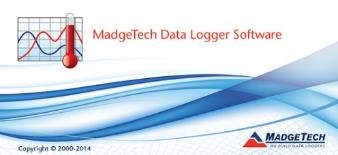 MadgeTech Data Logger Software
MADGETECH
WE BUILD DATA LOGGERS
Copyright © 2000-2014